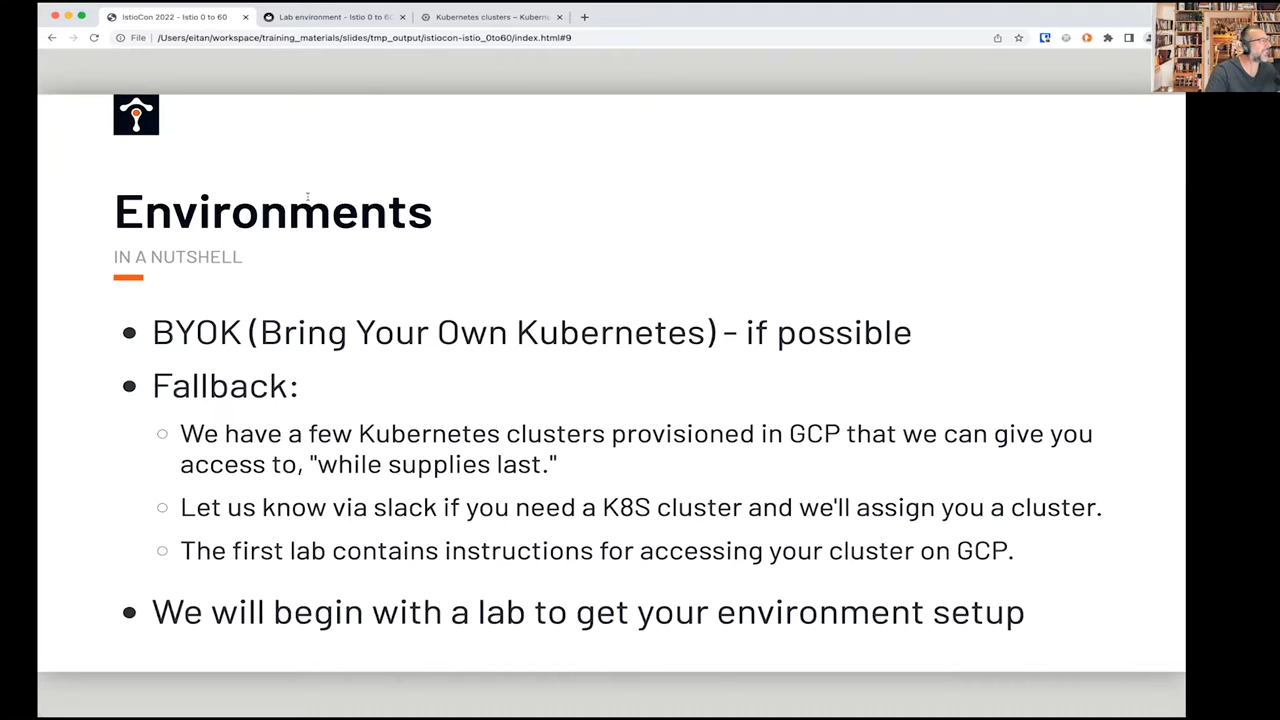 IstioCon 2022 - Istio 0 to 60
Lab environment - Istio 0 to 60
Kubernetes clusters – Kubern
File
/Users/eitan/workspace/training_materials/slides/tmp_output/istiocon-istio_0to60/index.html#9
Environments
IN A NUTSHELL
BYOK (Bring Your Own Kubernetes) - if possible
Fallback:
We have a few Kubernetes clusters provisioned in GCP that we can give you
access to, "while supplies last."
Let us know via slack if you need a K8S cluster and we'll assign you a cluster.
The first lab contains instructions for accessing your cluster on GCP.
We will begin with a lab to get your environment setup